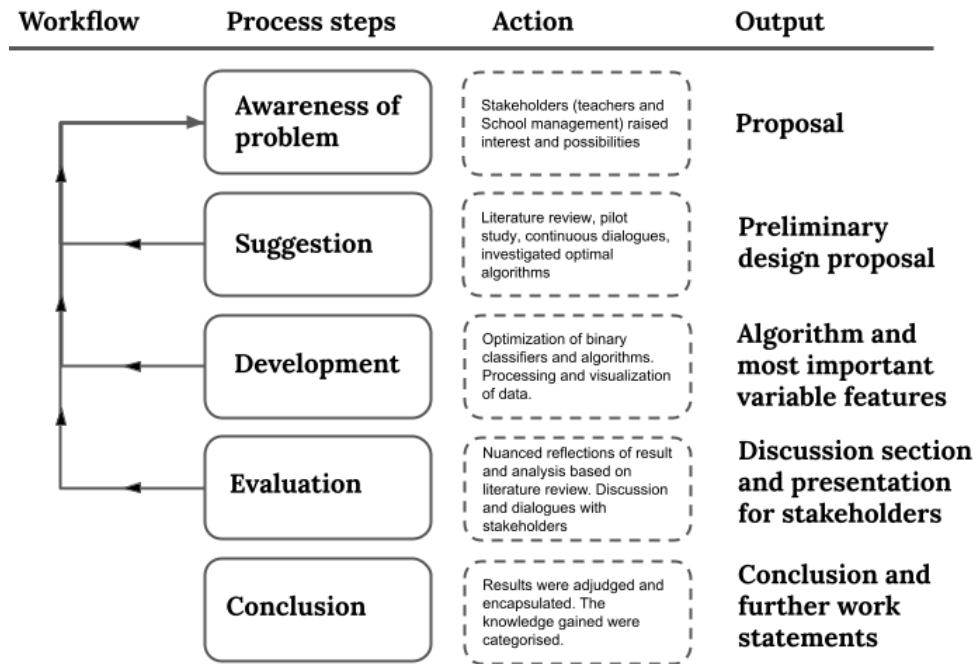 Workflow Process steps Action Output
Awareness of
problem
Stakeholders (teachers and
School management) raised
interest and possibilities
Proposal
Suggestion
Literature review, pilot
study, continuous dialogues,
investigated optimal
algorithms
Preliminary
design proposal
Development
Optimization of binary
classifiers and algorithms.
Processing and visualization
of data.
Algorithm and
most important
variable features
Evaluation
Nuanced reflections of result
and analysis based on
literature review. Discussion
and dialogues with
stakeholders
Discussion section
and presentation
for stakeholders
Conclusion
Results were adjudged and
encapsulated. The
knowledge gained were
categorised.
Conclusion and
further work
statements